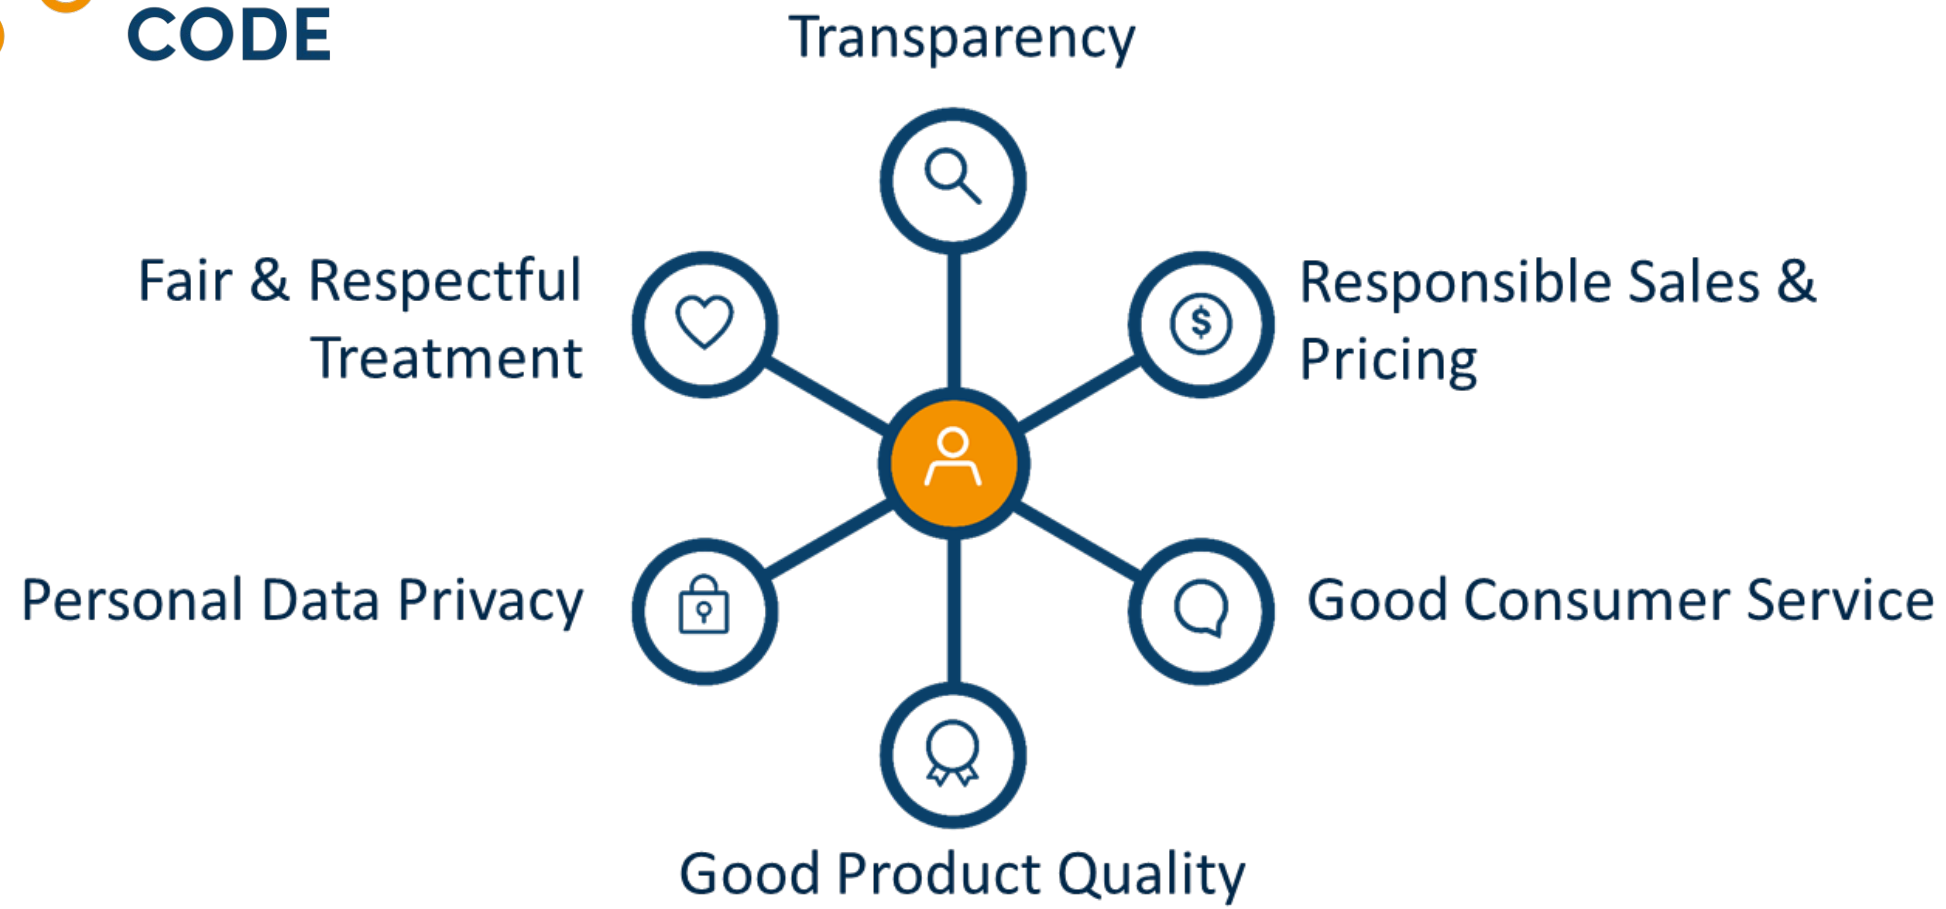 CODE
Transparency
Fair & Respectful
Treatment
Responsible Sales &
Pricing
$
Personal Data Privacy
Good Consumer Service
Good Product Quality